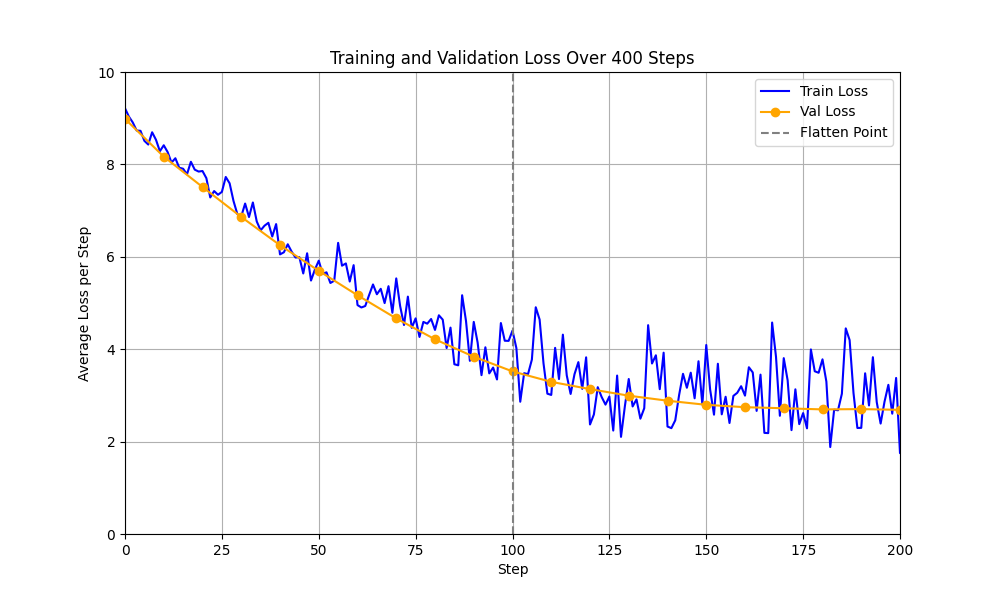 Training and Validation Loss Over 400 Steps
Train Loss
Val Loss
Flatten Point
Average Loss per Step
10
8
6
4
2
0
0 25 50 75 100 125 150 175 200
Step